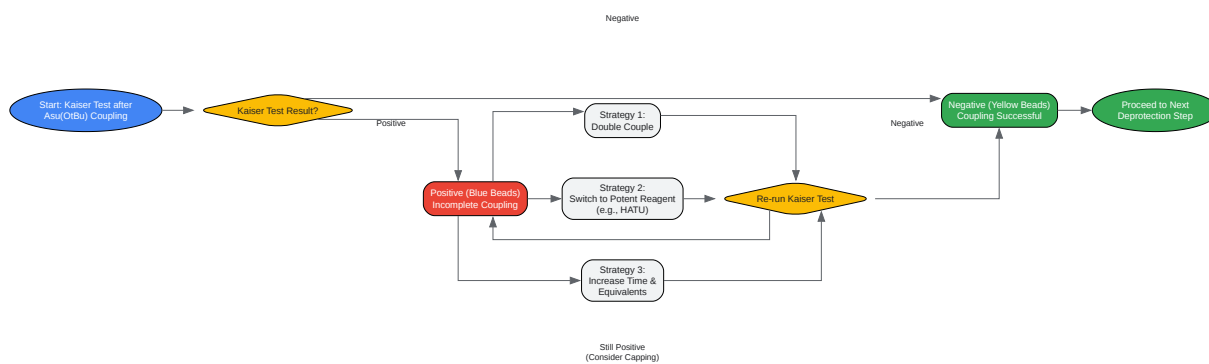 Negative
Start: Kaiser Test after
Asu(OtBu) Coupling
Kaiser Test Result?
Positive
Strategy 1:
Double Couple
Negative
Negative (Yellow Beads)
Coupling Successful
Proceed to Next
Deprotection Step
Positive (Blue Beads)
Incomplete Coupling
Strategy 2:
Switch to Potent Reagent
(e.g., HATU)
Re-run Kaiser Test
Strategy 3:
Increase Time &
Equivalents
Still Positive
(Consider Capping)